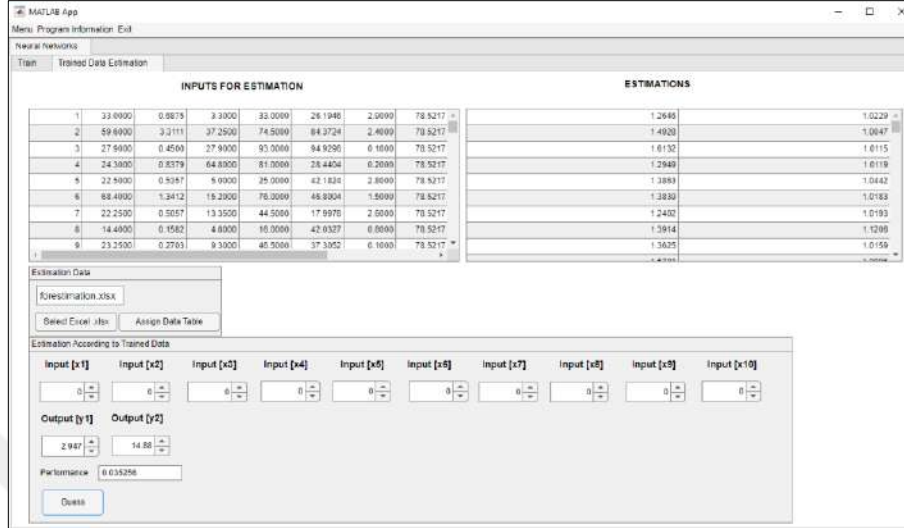 MATLAB App
Menu Program Information Exit
Neural Networks
Train Trained Data Estimation
INPUTS FOR ESTIMATION
ESTIMATIONS
1 33.0000 0.6875 3.3000 33.0000 26.1946 2.9000 78.5217
2 59.6000 3.3111 37.2500 74.5000 84.3724 2.4000 78.5217
3 27.9000 0.4500 27.9000 93.0000 94.9296 0.1000 78.5217
4 24.3000 0.8379 64.8000 81.0000 28.4404 0.2000 78.5217
5 22.5000 0.5357 5.0000 25.0000 42.1824 2.8000 78.5217
6 68.4000 1.3412 15.2000 76.0000 46.8004 1.5000 78.5217
7 22.2500 0.5057 13.3500 44.5000 17.9976 2.6000 78.5217
8 14.4000 0.1582 4.8000 16.0000 42.0327 0.8000 78.5217
9 23.2500 0.2703 9.3000 46.5000 37.3052 0.1000 78.5217
1.2646 1.0229
1.4928 1.0047
1.6132 1.0115
1.2949 1.0119
1.3863 1.0442
1.3830 1.0183
1.2402 1.0193
1.3914 1.1206
1.3625 1.0159
Estimation Data
forestimation.xlsx
Select Excel .xlsx Assign Data Table
Estimation According to Trained Data
Input [x1] Input [x2] Input [x3] Input [x4] Input [x5] Input [x6] Input [x7] Input [x8] Input [x9] Input [x10]
0 0 0 0 0 0 0 0 0 0
Output [y1] Output [y2]
2.947 14.88
Performance 0.035256
Guess